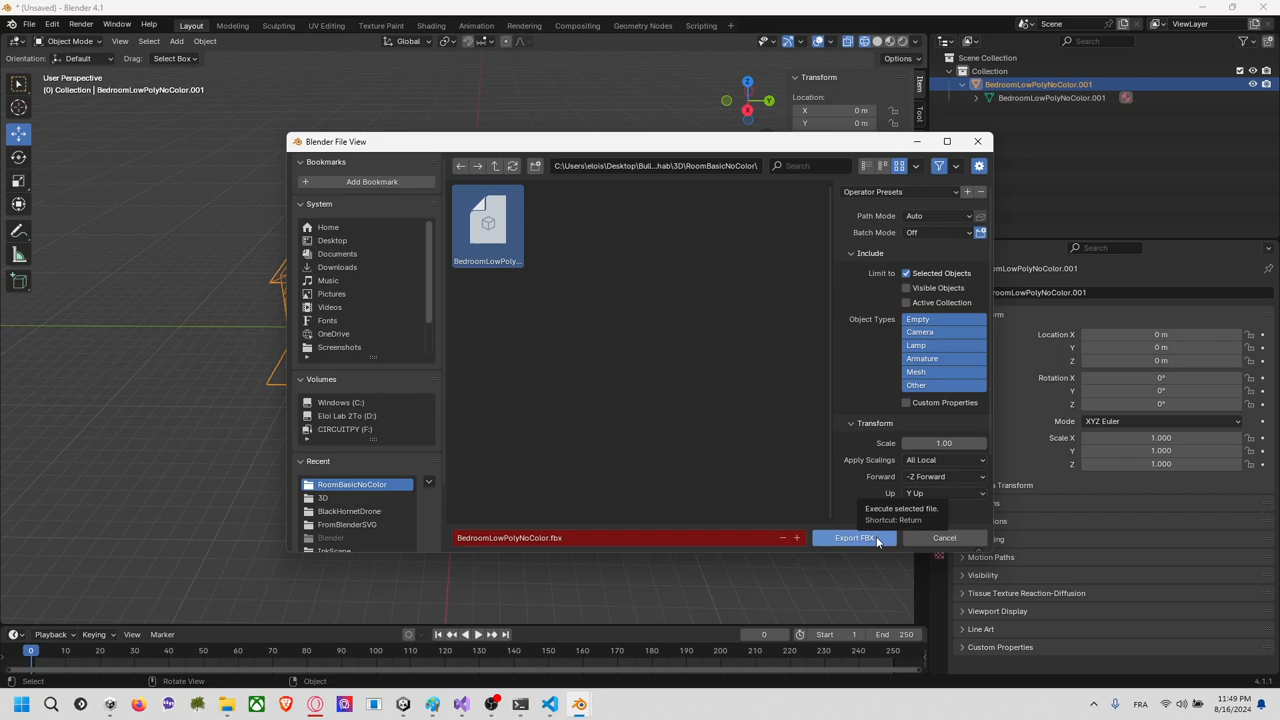 * (Unsaved) - Blender 4.1
File Edit Render Window Help Layout Modeling Sculpting UV Editing Texture Paint Shading Animation Rendering Compositing Geometry Nodes Scripting + Scene ViewLayer
Object Mode View Select Add Object Global Search
Orientation: Default Drag: Select Box Options
Scene Collection
Collection
BedroomLowPolyNoColor.001
BedroomLowPolyNoColor.001
User Perspective
(0) Collection | BedroomLowPolyNoColor.001
Z
Y
X
Transform
Location:
X 0 m
Y 0 m
Item
Tool
Blender File View
Bookmarks
Add Bookmark
System
Home
Desktop
Documents
Downloads
Music
Pictures
Videos
Fonts
OneDrive
Screenshots
Volumes
Windows (C:)
Eloi Lab 2To (D:)
CIRCUITPY (F:)
Recent
RoomBasicNoColor
3D
BlackHornetDrone
FromBlenderSVG
Blender
InkScape
C:\Users\elois\Desktop\Bull...hab\3D\RoomBasicNoColor\
Search
BedroomLowPoly...
BedroomLowPolyNoColor.fbx
Operator Presets
Path Mode Auto
Batch Mode Off
Include
Limit to Selected Objects
Visible Objects
Active Collection
Object Types Empty
Camera
Lamp
Armature
Mesh
Other
Custom Properties
Transform
Scale 1.00
Apply Scalings All Local
Forward -Z Forward
Up Y Up
Execute selected file.
Shortcut: Return
Export FBX Cancel
Search
omLowPolyNoColor.001
droomLowPolyNoColor.001
Location X 0 m
Y 0 m
Z 0 m
Rotation X 0°
Y 0°
Z 0°
Mode XYZ Euler
Scale X 1.000
Y 1.000
Z 1.000
Motion Paths
Visibility
Tissue Texture Reaction-Diffusion
Viewport Display
Line Art
Custom Properties
Playback Keying View Marker 0 Start 1 End 250
0 10 20 30 40 50 60 70 80 90 100 110 120 130 140 150 160 170 180 190 200 210 220 230 240 250
Select Rotate View Object 4.1.1
FRE
11:49 PM
8/16/2024